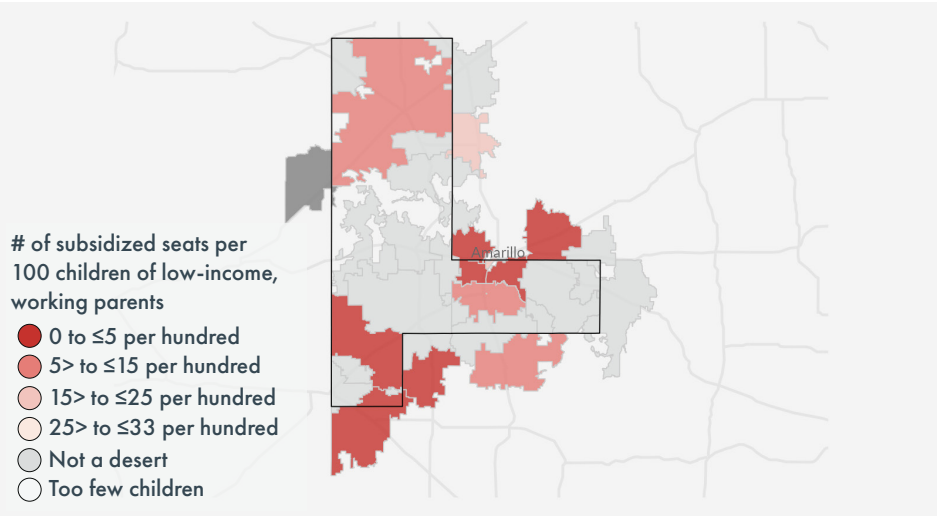 Amarillo
# of subsidized seats per
100 children of low-income,
working parents
0 to ≤5 per hundred
5> to ≤15 per hundred
15> to ≤25 per hundred
25> to ≤33 per hundred
Not a desert
Too few children